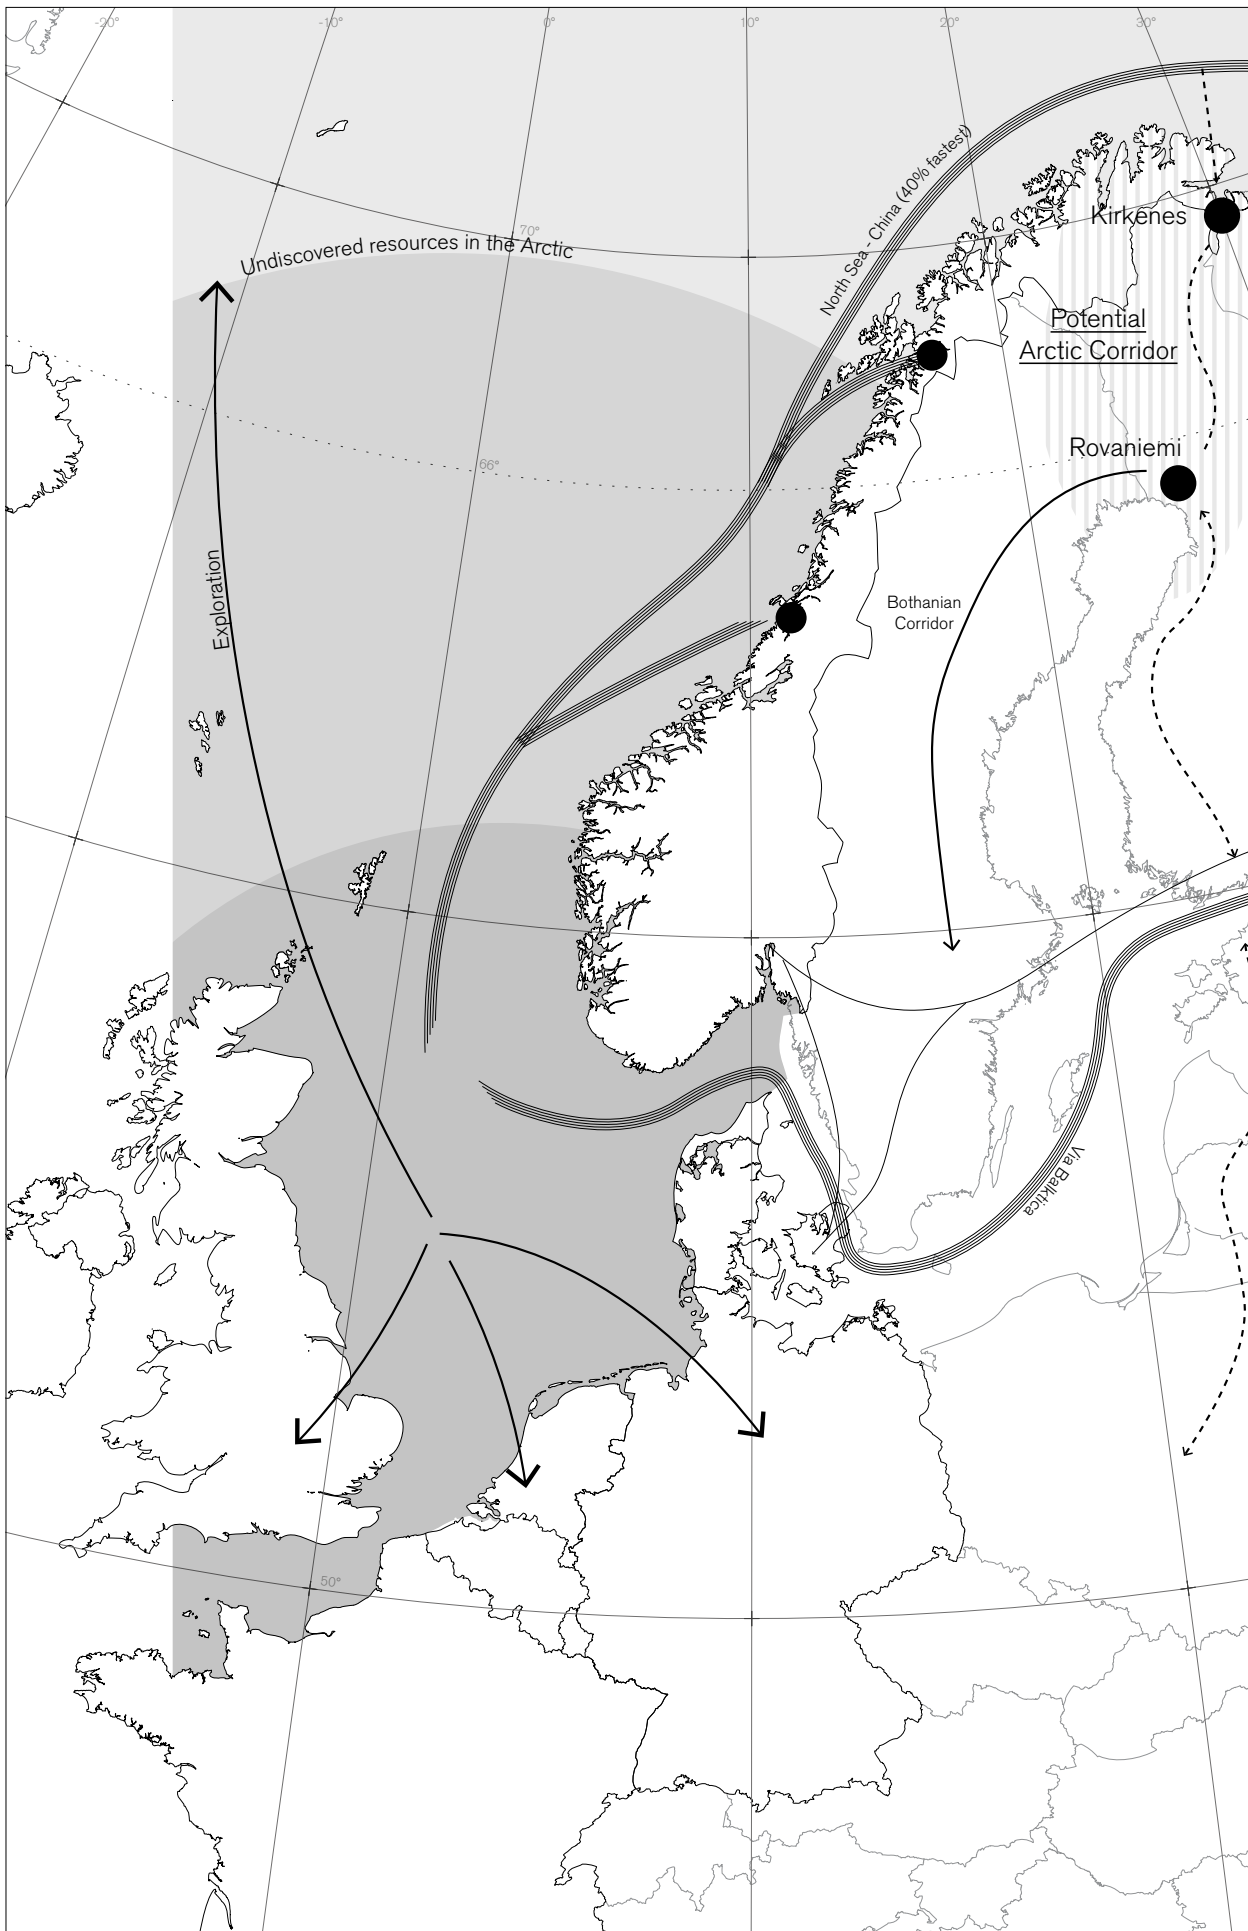 -20°
-10°
0°
10°
20°
30°
North Sea - China (40% fastest)
Kirkenes
70°
Undiscovered resources in the Arctic
Potential
Arctic Corridor
Rovaniemi
66°
Exploration
Bothanian
Corridor
Via Balktica
50°